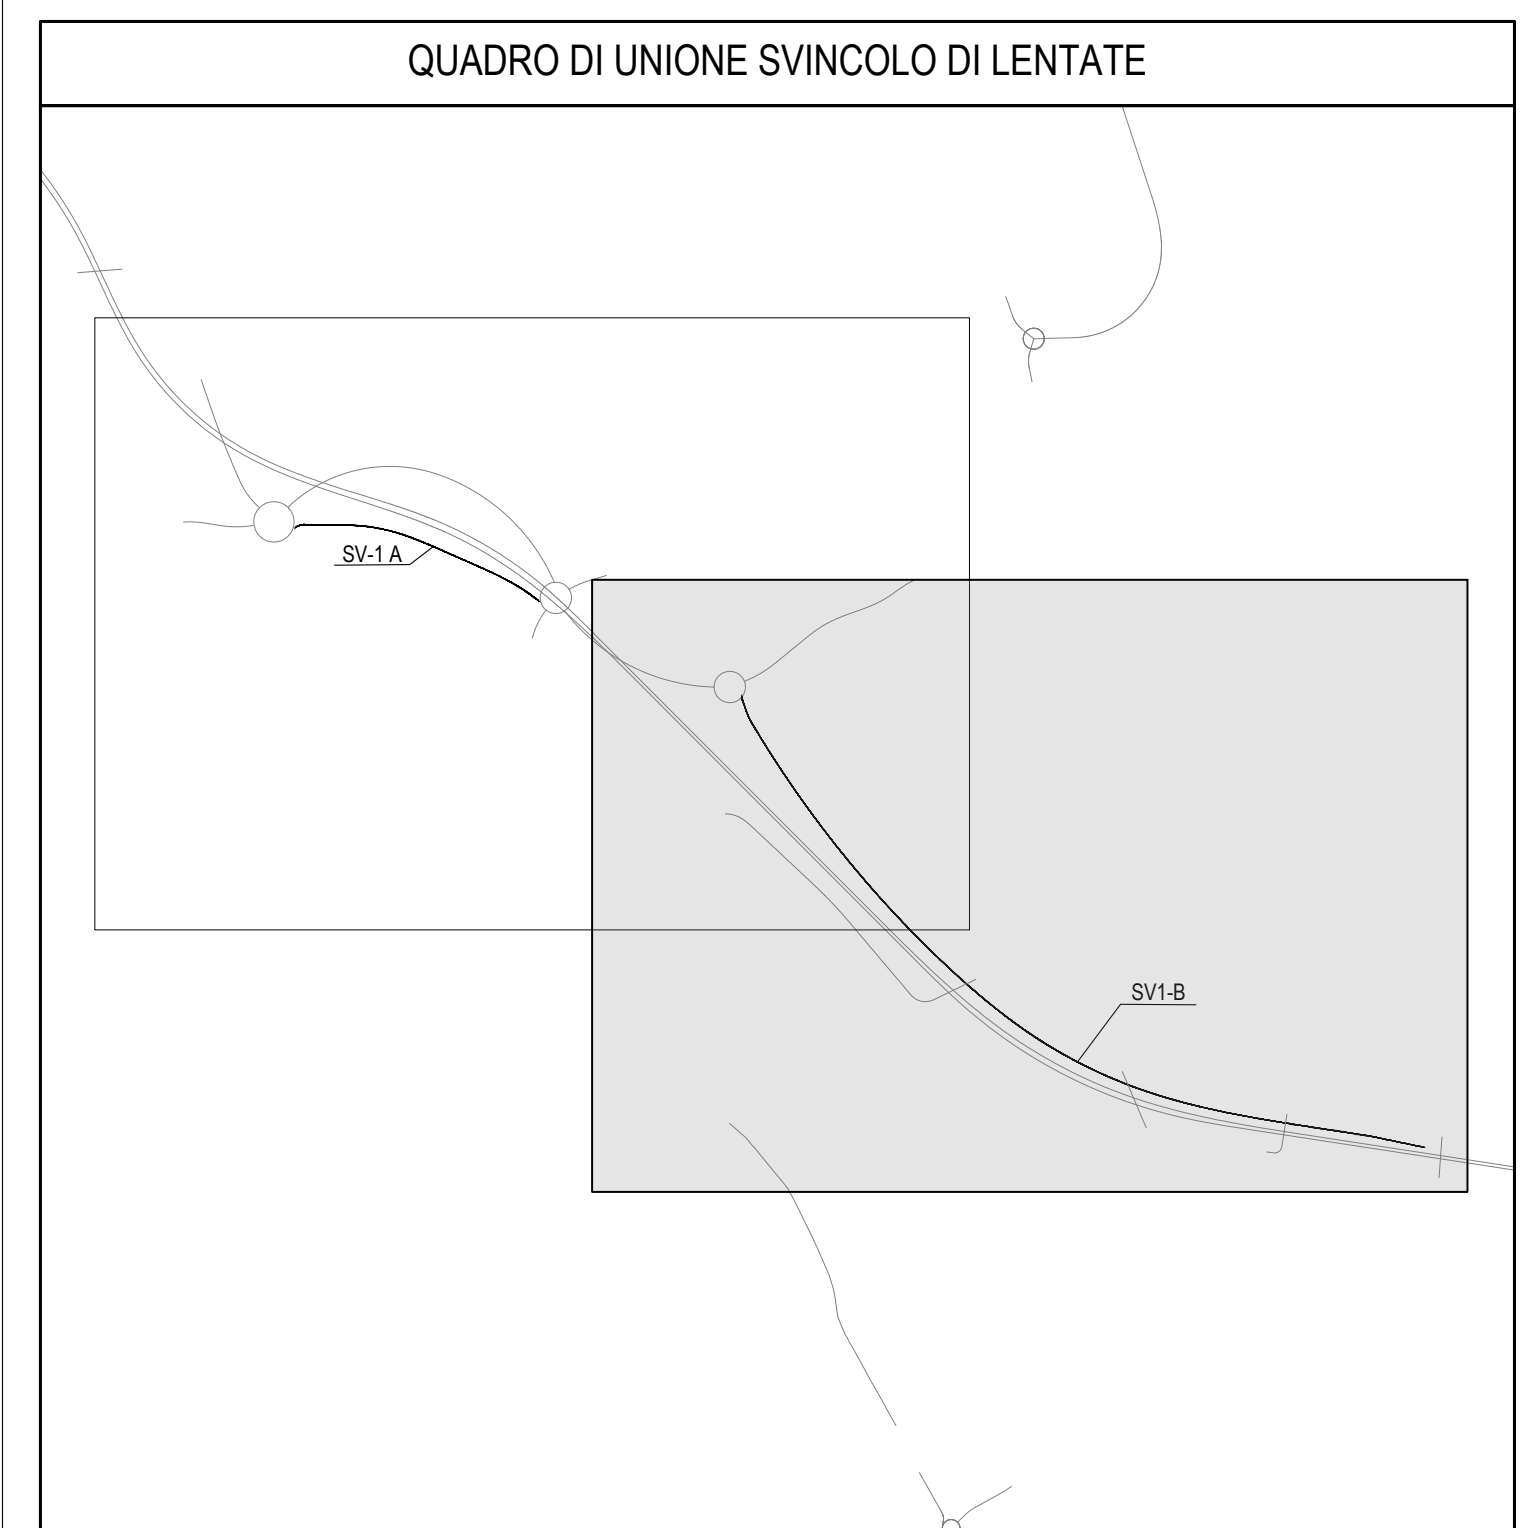 QUADRO DI UNIONE SVINCOLO DI LENTATE
SV-1 A
SV1-B